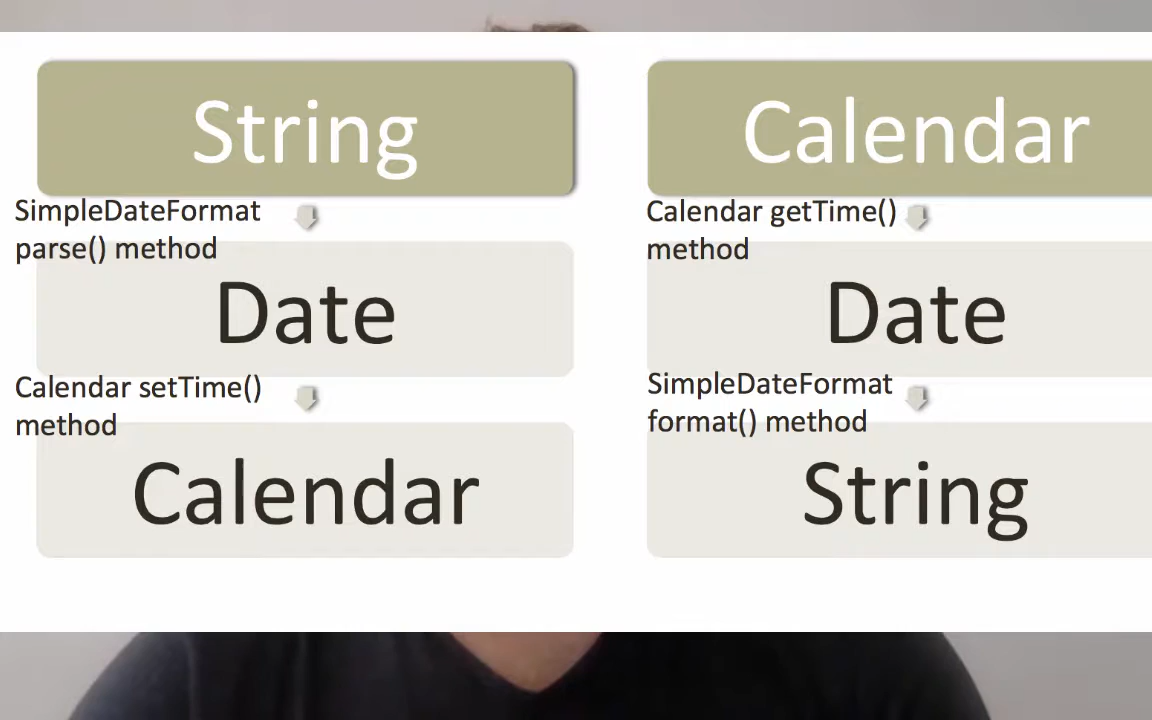 String
SimpleDateFormat
parse() method
Date
Calendar setTime()
method
Calendar
Calendar
Calendar getTime()
method
Date
SimpleDateFormat
format() method
String